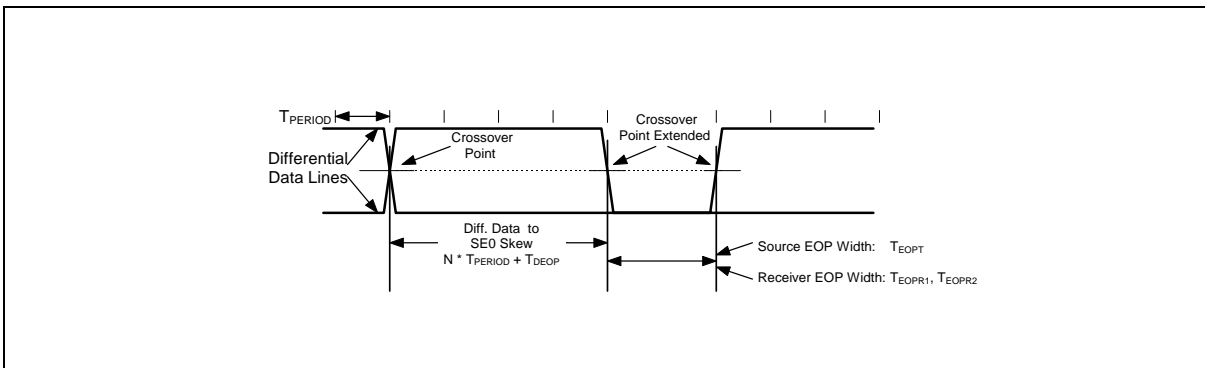 TPERIOD
Crossover
Point
Crossover
Point Extended
Differential
Data Lines
Diff. Data to
SE0 Skew
N * TPERIOD + TDEOP
Source EOP Width: TEOPT
Receiver EOP Width: TEOPR1, TEOPR2